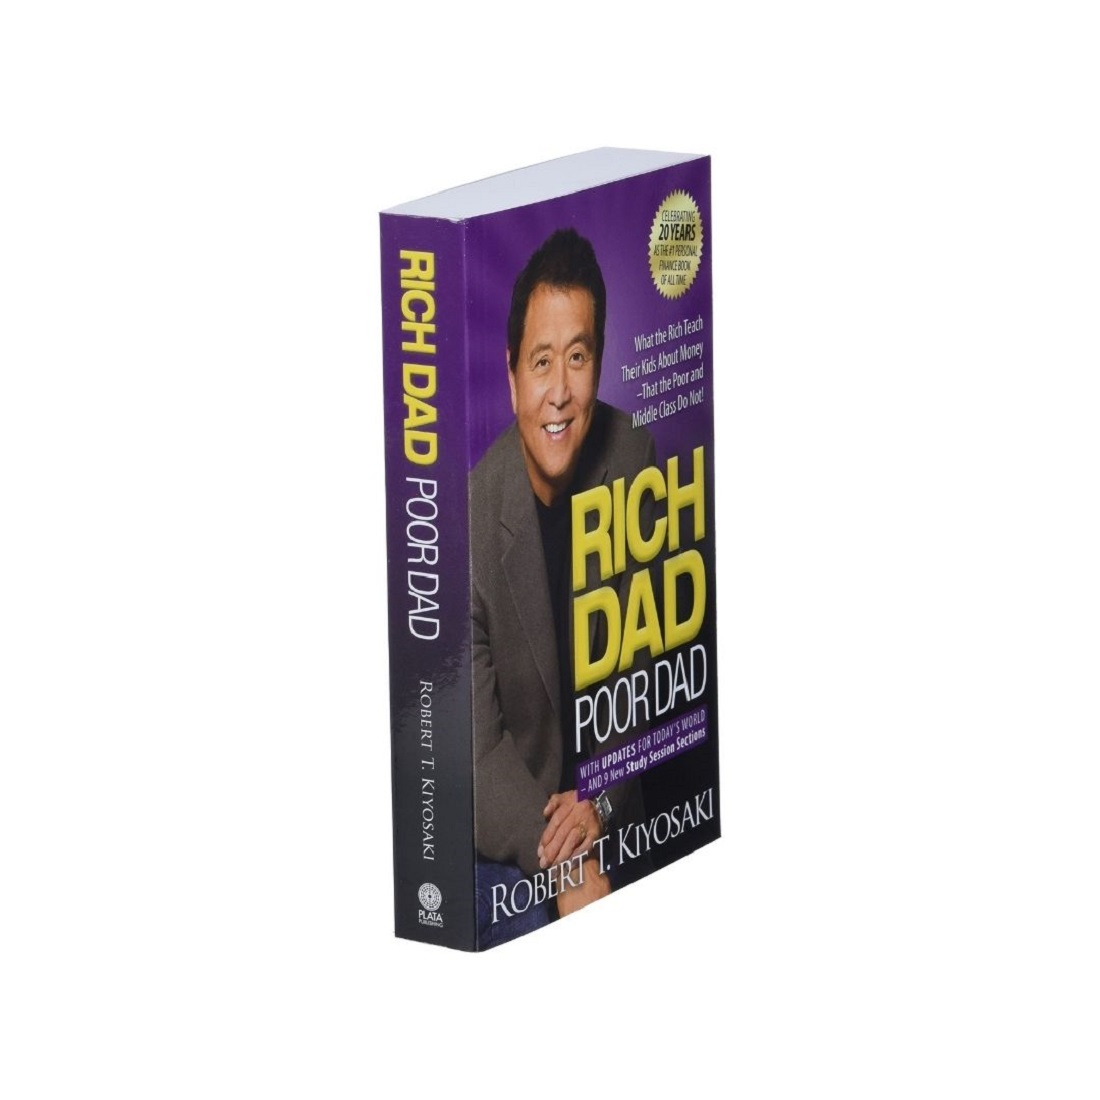 RICH DAD POOR DAD
ROBERT T. KIYOSAKI
PLATA
PUBLISHING
CELEBRATING
20 YEARS
AS THE #1 PERSONAL
FINANCE BOOK
OF ALL TIME...
What the Rich Teach
Their Kids About Money
–That the Poor and
Middle Class Do Not!
RICH
DAD
POOR DAD
WITH UPDATES FOR TODAY'S WORLD
– AND 9 New Study Session Sections
ROBERT T. KIYOSAKI